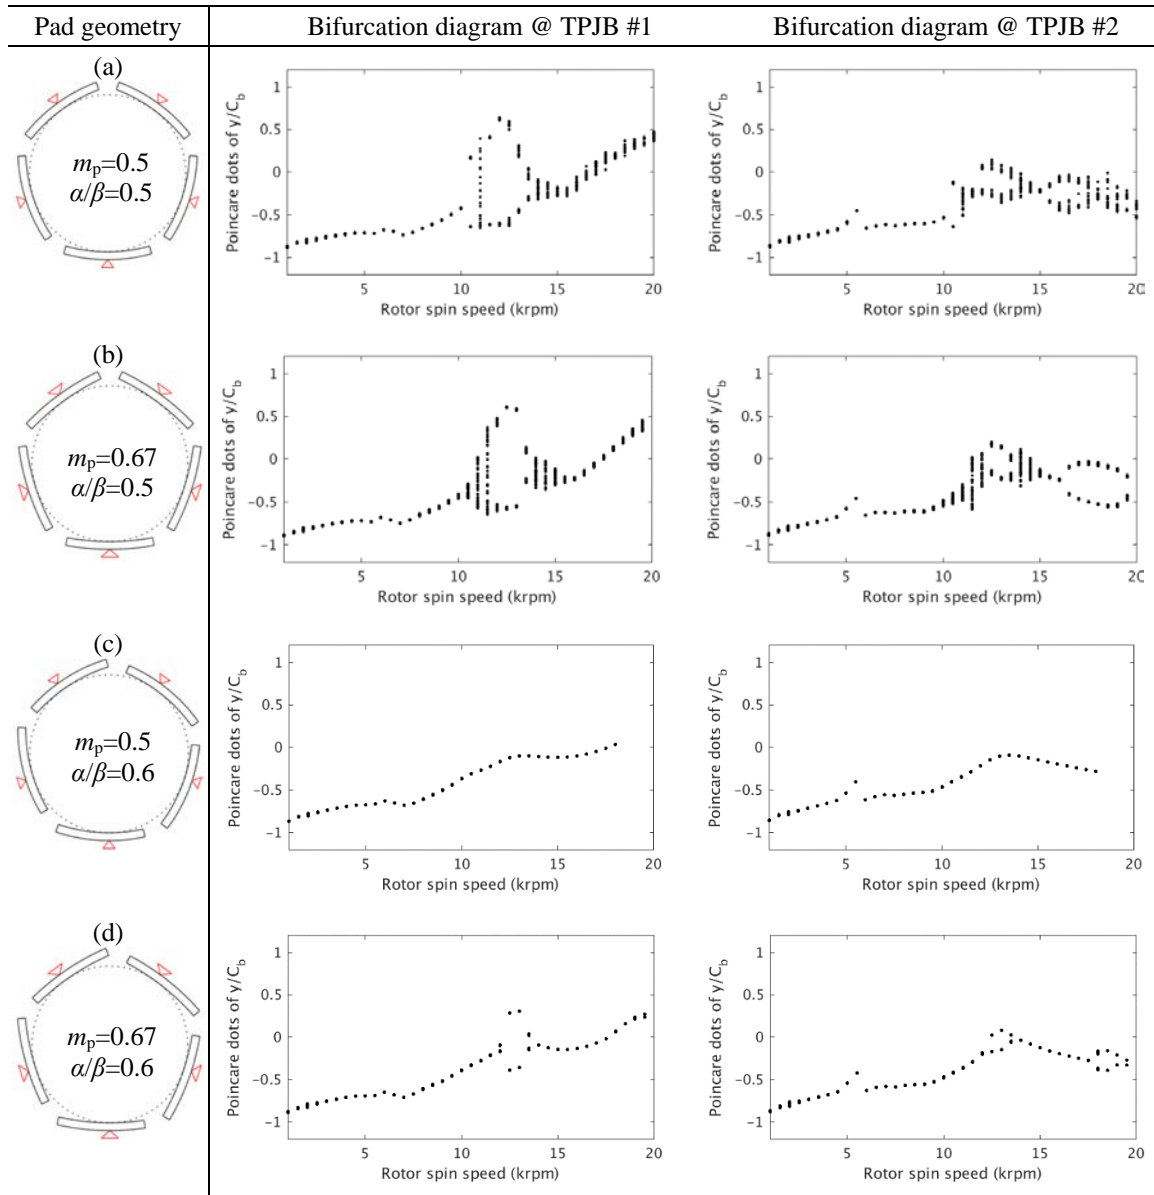 Pad geometry Bifurcation diagram @ TPJB #1 Bifurcation diagram @ TPJB #2
(a)
mp=0.5
α/β=0.5
Poincare dots of y/Cb
1
0.5
0
−0.5
−1
5 10 15 20
Rotor spin speed (krpm)
Poincare dots of y/Cb
1
0.5
0
−0.5
−1
5 10 15 20
Rotor spin speed (krpm)
(b)
mp=0.67
α/β=0.5
Poincare dots of y/Cb
1
0.5
0
−0.5
−1
5 10 15 20
Rotor spin speed (krpm)
Poincare dots of y/Cb
1
0.5
0
−0.5
−1
5 10 15 20
Rotor spin speed (krpm)
(c)
mp=0.5
α/β=0.6
Poincare dots of y/Cb
1
0.5
0
−0.5
−1
5 10 15 20
Rotor spin speed (krpm)
Poincare dots of y/Cb
1
0.5
0
−0.5
−1
5 10 15 20
Rotor spin speed (krpm)
(d)
mp=0.67
α/β=0.6
Poincare dots of y/Cb
1
0.5
0
−0.5
−1
5 10 15 20
Rotor spin speed (krpm)
Poincare dots of y/Cb
1
0.5
0
−0.5
−1
5 10 15 20
Rotor spin speed (krpm)